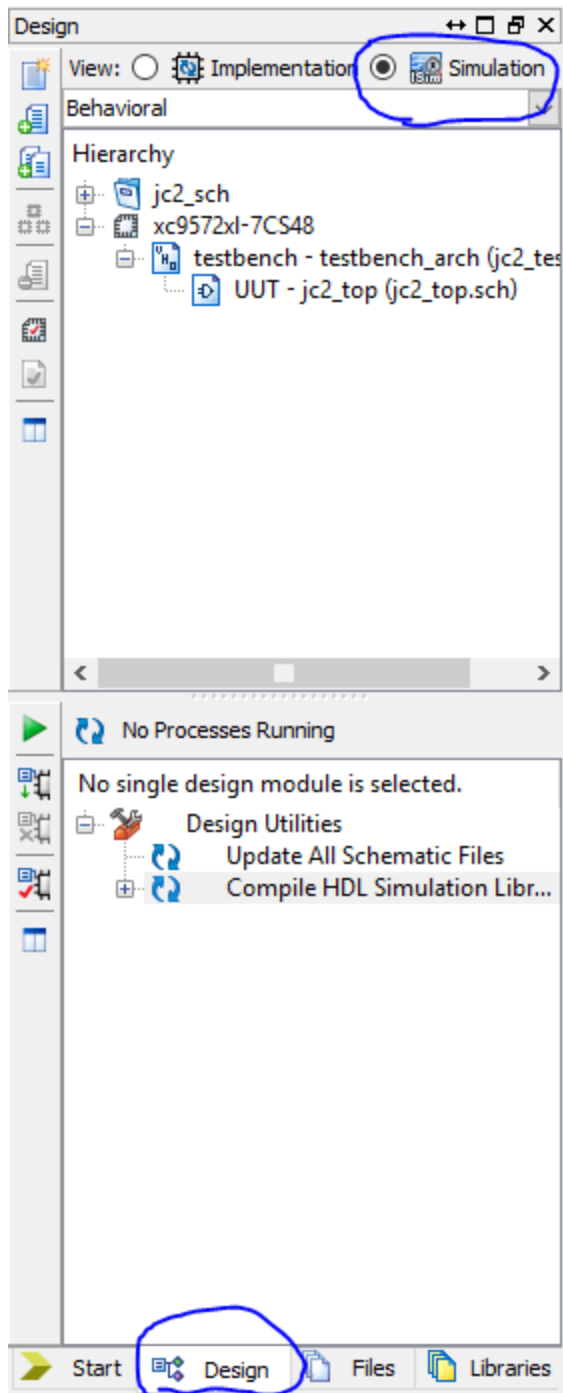 Design
View: Implementation Simulation
Behavioral
Hierarchy
jc2_sch
xc9572xl-7CS48
testbench - testbench_arch (jc2_tes
UUT - jc2_top (jc2_top.sch)
No Processes Running
No single design module is selected.
Design Utilities
Update All Schematic Files
Compile HDL Simulation Libr...
Start Design Files Libraries